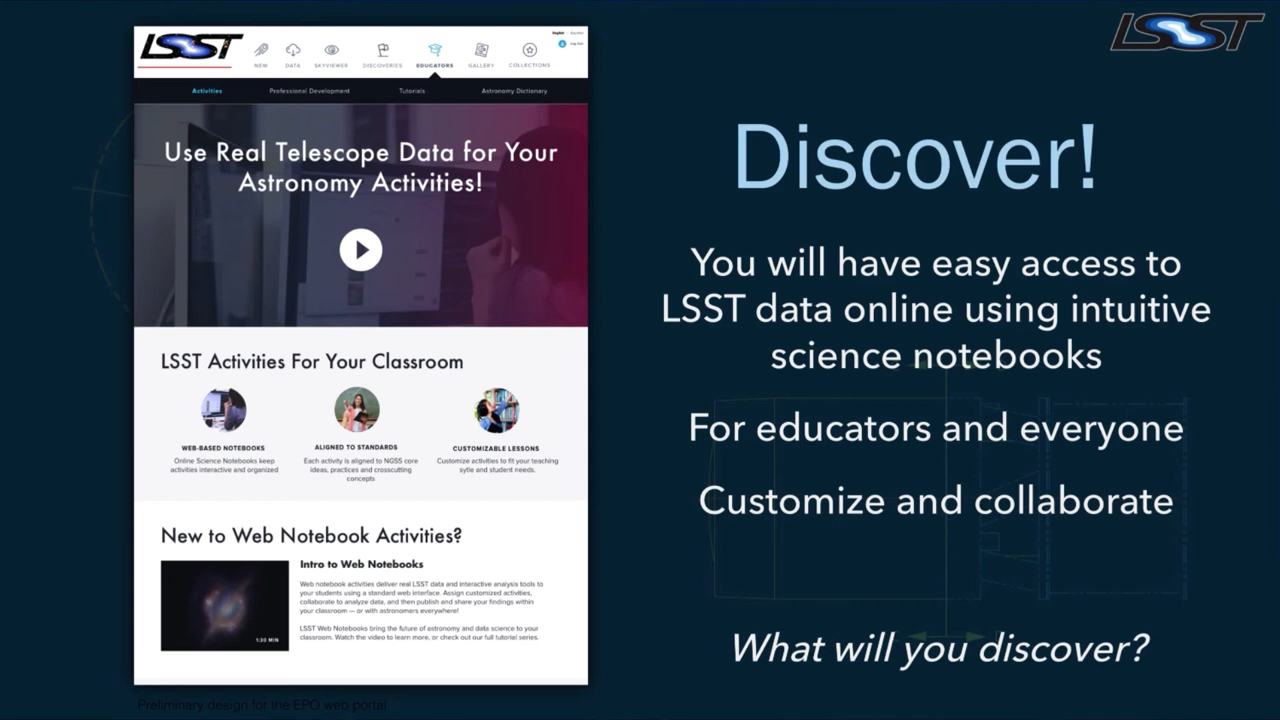 LSST
English
Español
Log Out
NEW
DATA
SKYVIEWER
DISCOVERIES
EDUCATORS
GALLERY
COLLECTIONS
Activities
Professional Development
Tutorials
Astronomy Dictionary
Use Real Telescope Data for Your
Astronomy Activities!
LSST Activities For Your Classroom
WEB-BASED NOTEBOOKS
Online Science Notebooks keep
activities interactive and organized
ALIGNED TO STANDARDS
Each activity is aligned to NGSS core
ideas, practices and crosscutting
concepts
CUSTOMIZABLE LESSONS
Customize activities to fit your teaching
sytle and student needs.
New to Web Notebook Activities?
1:30 MIN
Intro to Web Notebooks
Web notebook activities deliver real LSST data and interactive analysis tools to
your students using a standard web interface. Assign customized activities,
collaborate to analyze data, and then publish and share your findings within
your classroom — or with astronomers everywhere!
LSST Web Notebooks bring the future of astronomy and data science to your
classroom. Watch the video to learn more, or check out our full tutorial series.
Preliminary design for the EPO web portal
LSST
Discover!
You will have easy access to
LSST data online using intuitive
science notebooks
For educators and everyone
Customize and collaborate
What will you discover?